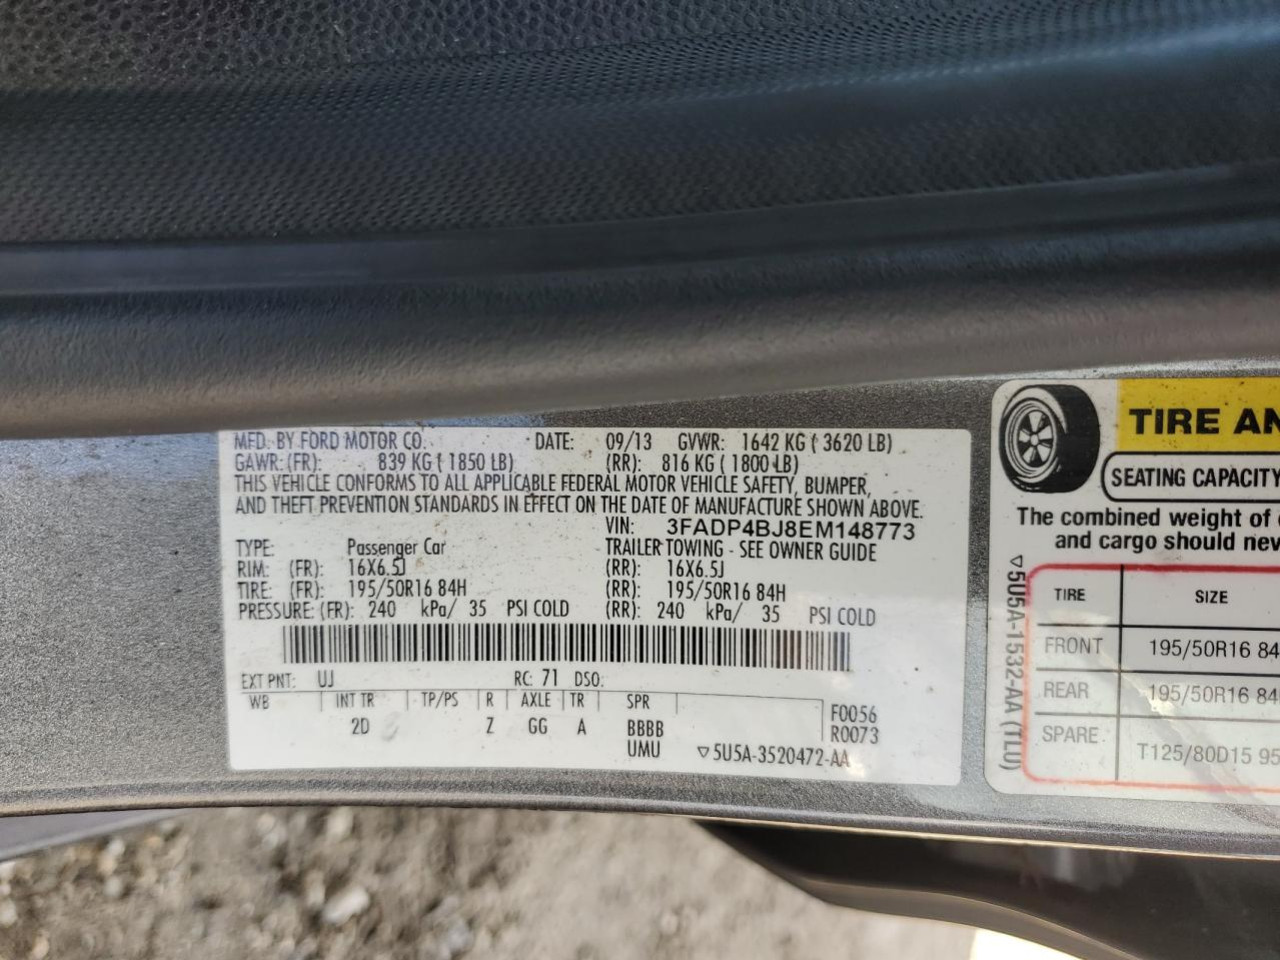 MFD. BY FORD MOTOR CO. DATE: 09/13 GVWR: 1642 KG ( 3620 LB)
GAWR: (FR): 839 KG ( 1850 LB) (RR): 816 KG ( 1800 LB)
THIS VEHICLE CONFORMS TO ALL APPLICABLE FEDERAL MOTOR VEHICLE SAFETY, BUMPER,
AND THEFT PREVENTION STANDARDS IN EFFECT ON THE DATE OF MANUFACTURE SHOWN ABOVE.
VIN: 3FADP4BJ8EM148773
TYPE: Passenger Car TRAILER TOWING - SEE OWNER GUIDE
RIM: (FR): 16X6.5J (RR): 16X6.5J
TIRE: (FR): 195/50R16 84H (RR): 195/50R16 84H
PRESSURE: (FR): 240 kPa/ 35 PSI COLD (RR): 240 kPa/ 35 PSI COLD
EXT PNT: UJ RC: 71 DSO:
WB INT TR TP/PS R AXLE TR SPR
2D Z GG A BBBB F0056
UMU R0073
▽5U5A-3520472-AA
TIRE AN
SEATING CAPACITY
The combined weight of
and cargo should nev
TIRE SIZE
FRONT 195/50R16 84
REAR 195/50R16 84
SPARE T125/80D15 95
▽5U5A-1532-AA (TLU)